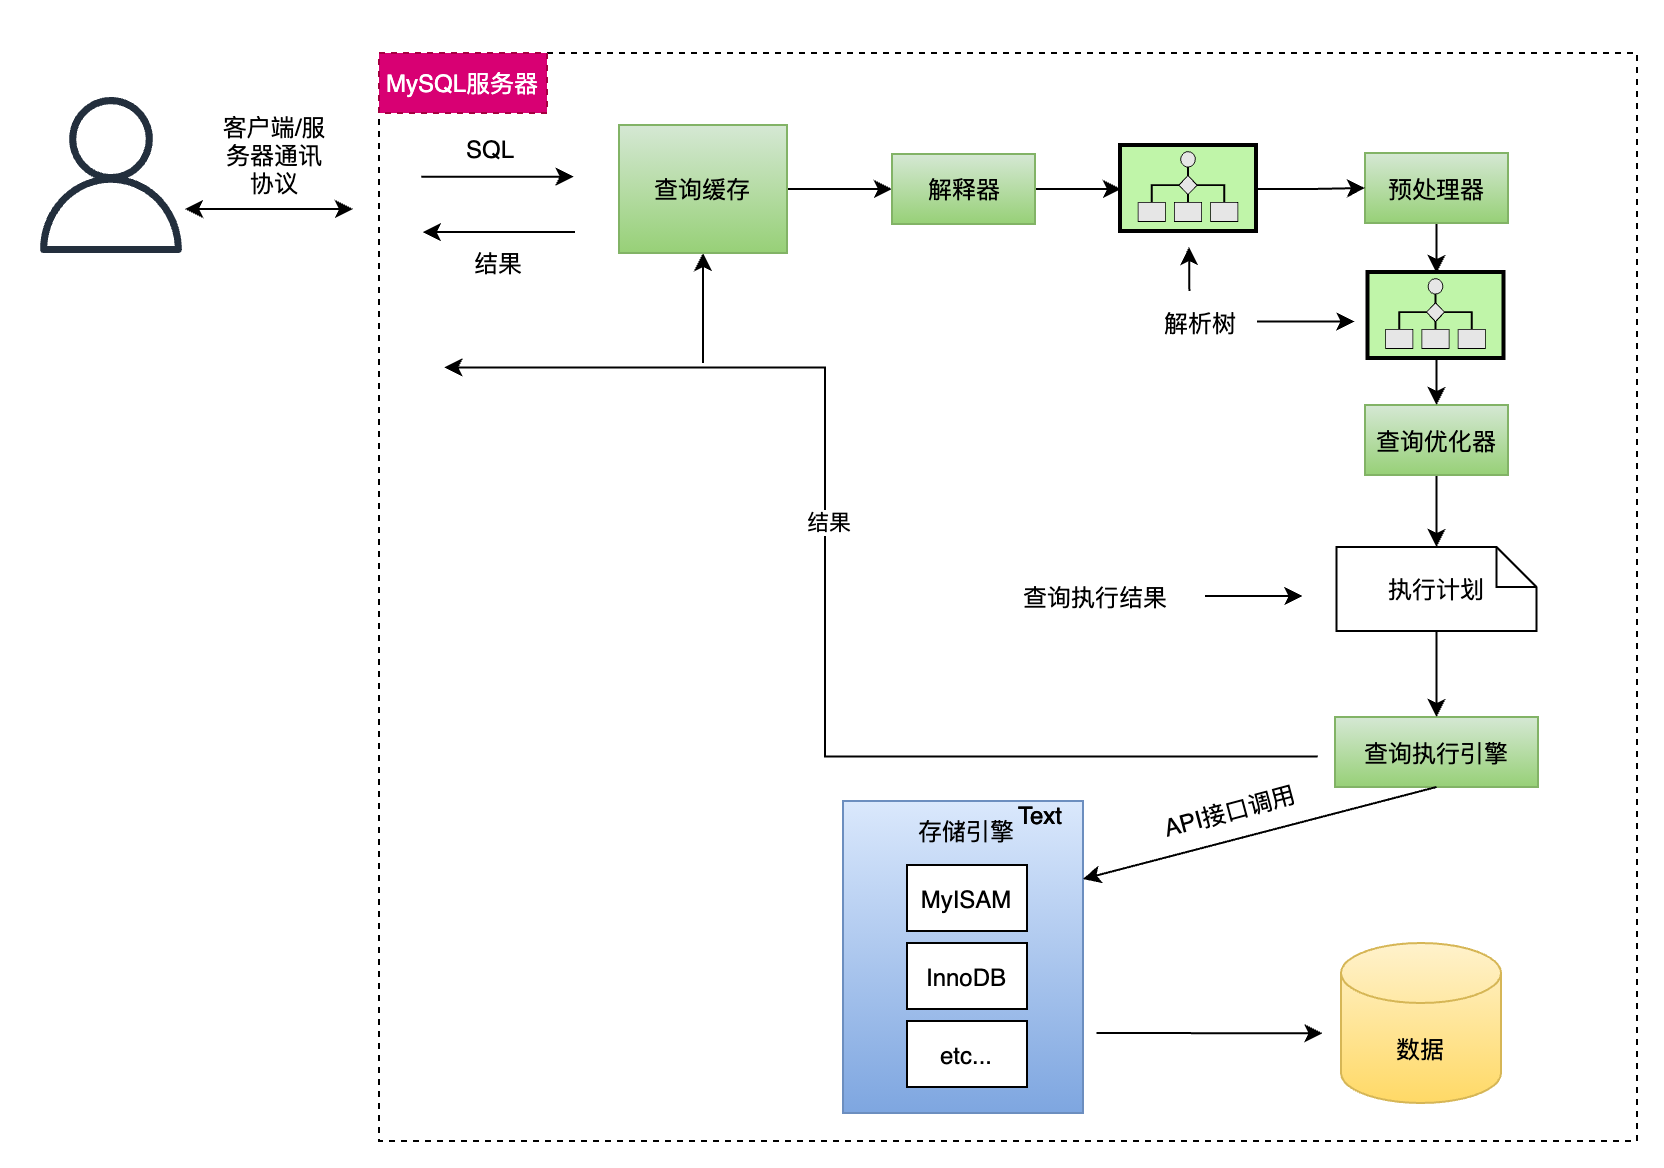 MySQL服务器
客户端/服
务器通讯
协议
SQL
结果
查询缓存
解释器
预处理器
解析树
查询优化器
结果
查询执行结果
执行计划
查询执行引擎
API接口调用
Text
存储引擎
MyISAM
InnoDB
etc...
数据